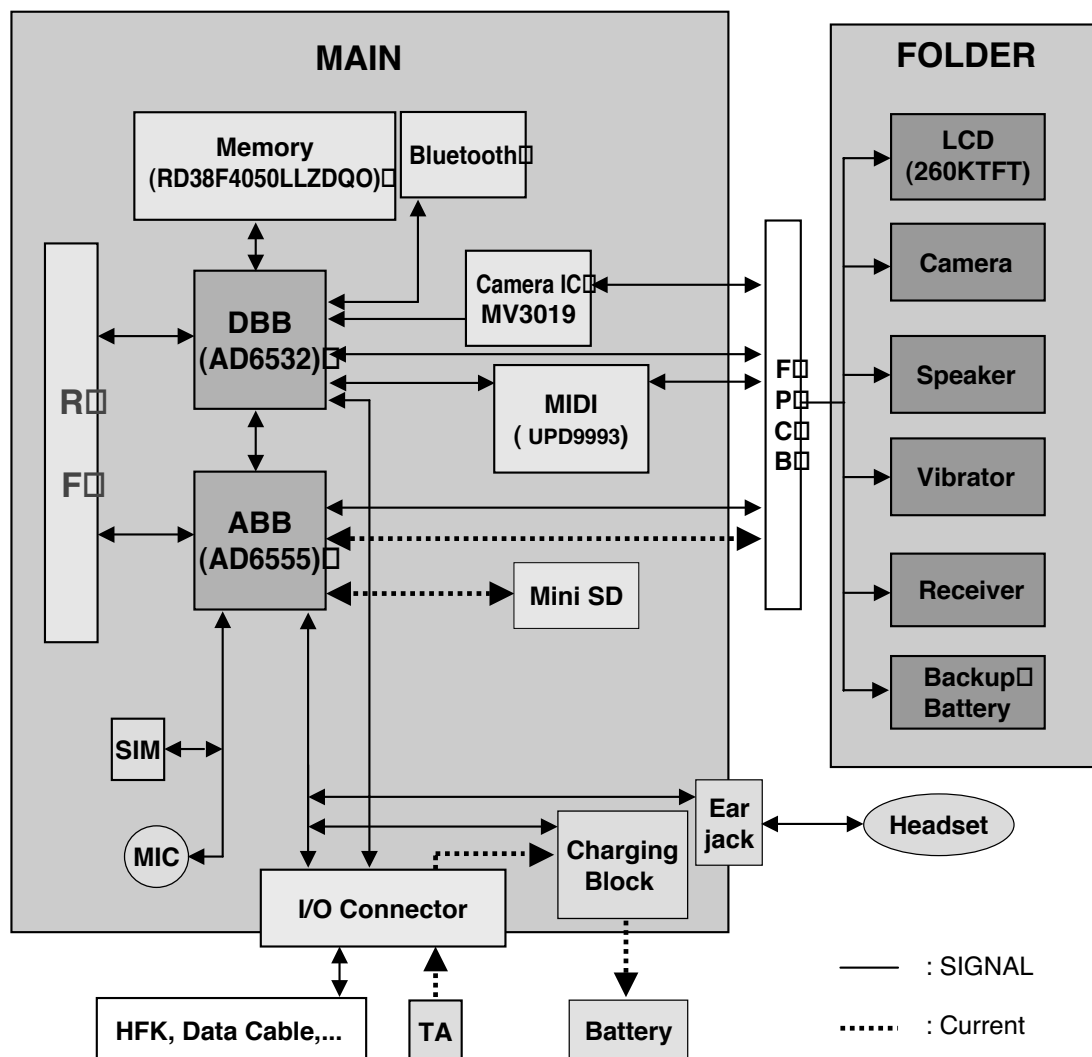 MAIN
FOLDER
Memory
(RD38F4050LLZDQO)
Bluetooth
LCD
(260KTFT)
Camera
Camera IC
MV3019
DBB
(AD6532)
MIDI
( UPD9993)
F
P
C
B
Speaker
R
F
Vibrator
ABB
(AD6555)
Mini SD
Receiver
Backup
Battery
SIM
MIC
Ear
jack
Headset
Charging
Block
I/O Connector
: SIGNAL
HFK, Data Cable,...
TA
Battery
: Current